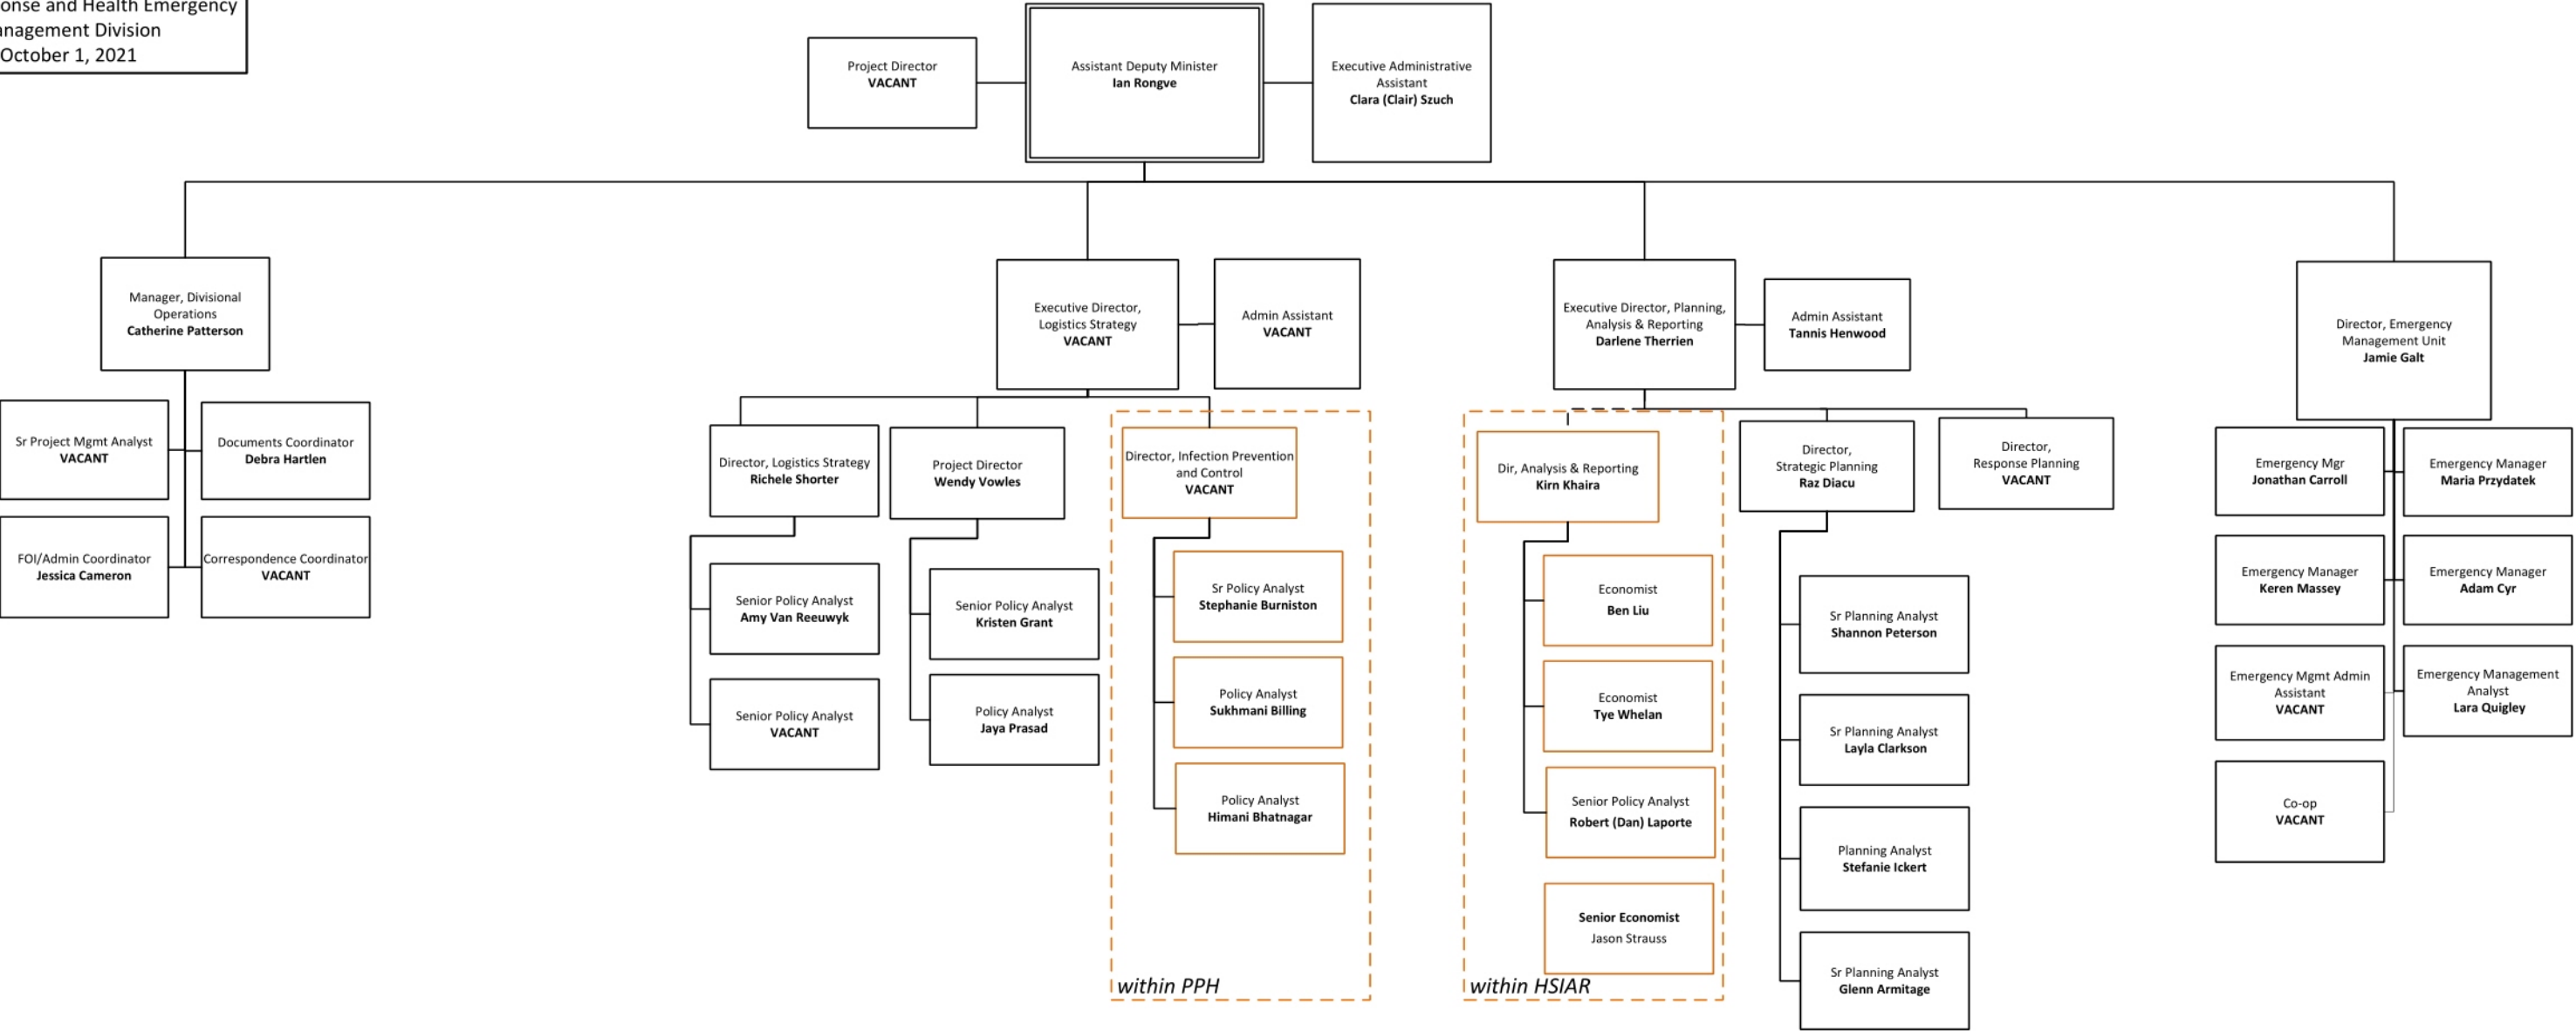 onse and Health Emergency
anagement Division
October 1, 2021
Project Director
VACANT
Assistant Deputy Minister
Ian Rongve
Executive Administrative
Assistant
Clara (Clair) Szuch
Manager, Divisional
Operations
Catherine Patterson
Executive Director,
Logistics Strategy
VACANT
Admin Assistant
VACANT
Executive Director, Planning,
Analysis & Reporting
Darlene Therrien
Admin Assistant
Tannis Henwood
Director, Emergency
Management Unit
Jamie Galt
Sr Project Mgmt Analyst
VACANT
Documents Coordinator
Debra Hartlen
FOI/Admin Coordinator
Jessica Cameron
Correspondence Coordinator
VACANT
Director, Logistics Strategy
Richele Shorter
Senior Policy Analyst
Amy Van Reeuwyk
Senior Policy Analyst
VACANT
Project Director
Wendy Vowles
Senior Policy Analyst
Kristen Grant
Policy Analyst
Jaya Prasad
Director, Infection Prevention
and Control
VACANT
Sr Policy Analyst
Stephanie Burniston
Policy Analyst
Sukhmani Billing
Policy Analyst
Himani Bhatnagar
within PPH
Dir, Analysis & Reporting
Kirn Khaira
Economist
Ben Liu
Economist
Tye Whelan
Senior Policy Analyst
Robert (Dan) Laporte
Senior Economist
Jason Strauss
within HSIAR
Director,
Strategic Planning
Raz Diacu
Sr Planning Analyst
Shannon Peterson
Sr Planning Analyst
Layla Clarkson
Planning Analyst
Stefanie Ickert
Sr Planning Analyst
Glenn Armitage
Director,
Response Planning
VACANT
Emergency Mgr
Jonathan Carroll
Emergency Manager
Maria Przydatek
Emergency Manager
Keren Massey
Emergency Manager
Adam Cyr
Emergency Mgmt Admin
Assistant
VACANT
Emergency Management
Analyst
Lara Quigley
Co-op
VACANT